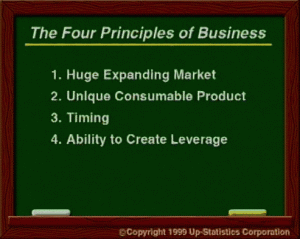 The Four Principles of Business
1. Huge Expanding Market
2. Unique Consumable Product
3. Timing
4. Ability to Create Leverage
©Copyright 1999 Up-Statistics Corporation